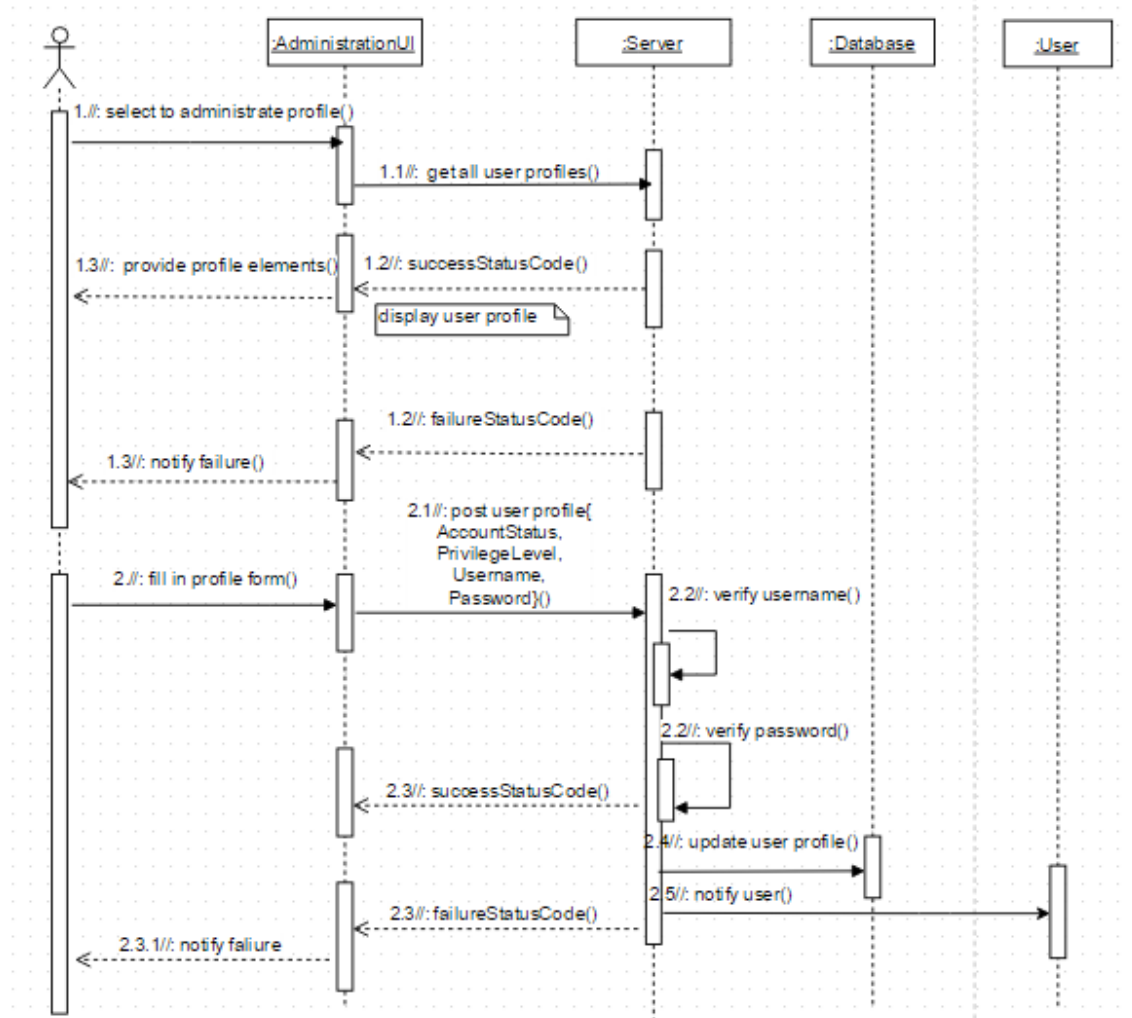 :AdministrationUI
:Server
:Database
:User
1.//: select to administrate profile()
1.1//: get all user profiles()
1.3//: provide profile elements()
1.2//: successStatusCode()
display user profile
1.2//: failureStatusCode()
1.3//: notify failure()
2.1//: post user profile{
AccountStatus,
PrivilegeLevel,
Username,
Password}()
2.//: fill in profile form()
2.2//: verify username()
2.2//: verify password()
2.3//: successStatusCode()
2.4//: update user profile()
2.5//: notify user()
2.3//: failureStatusCode()
2.3.1//: notify faliure